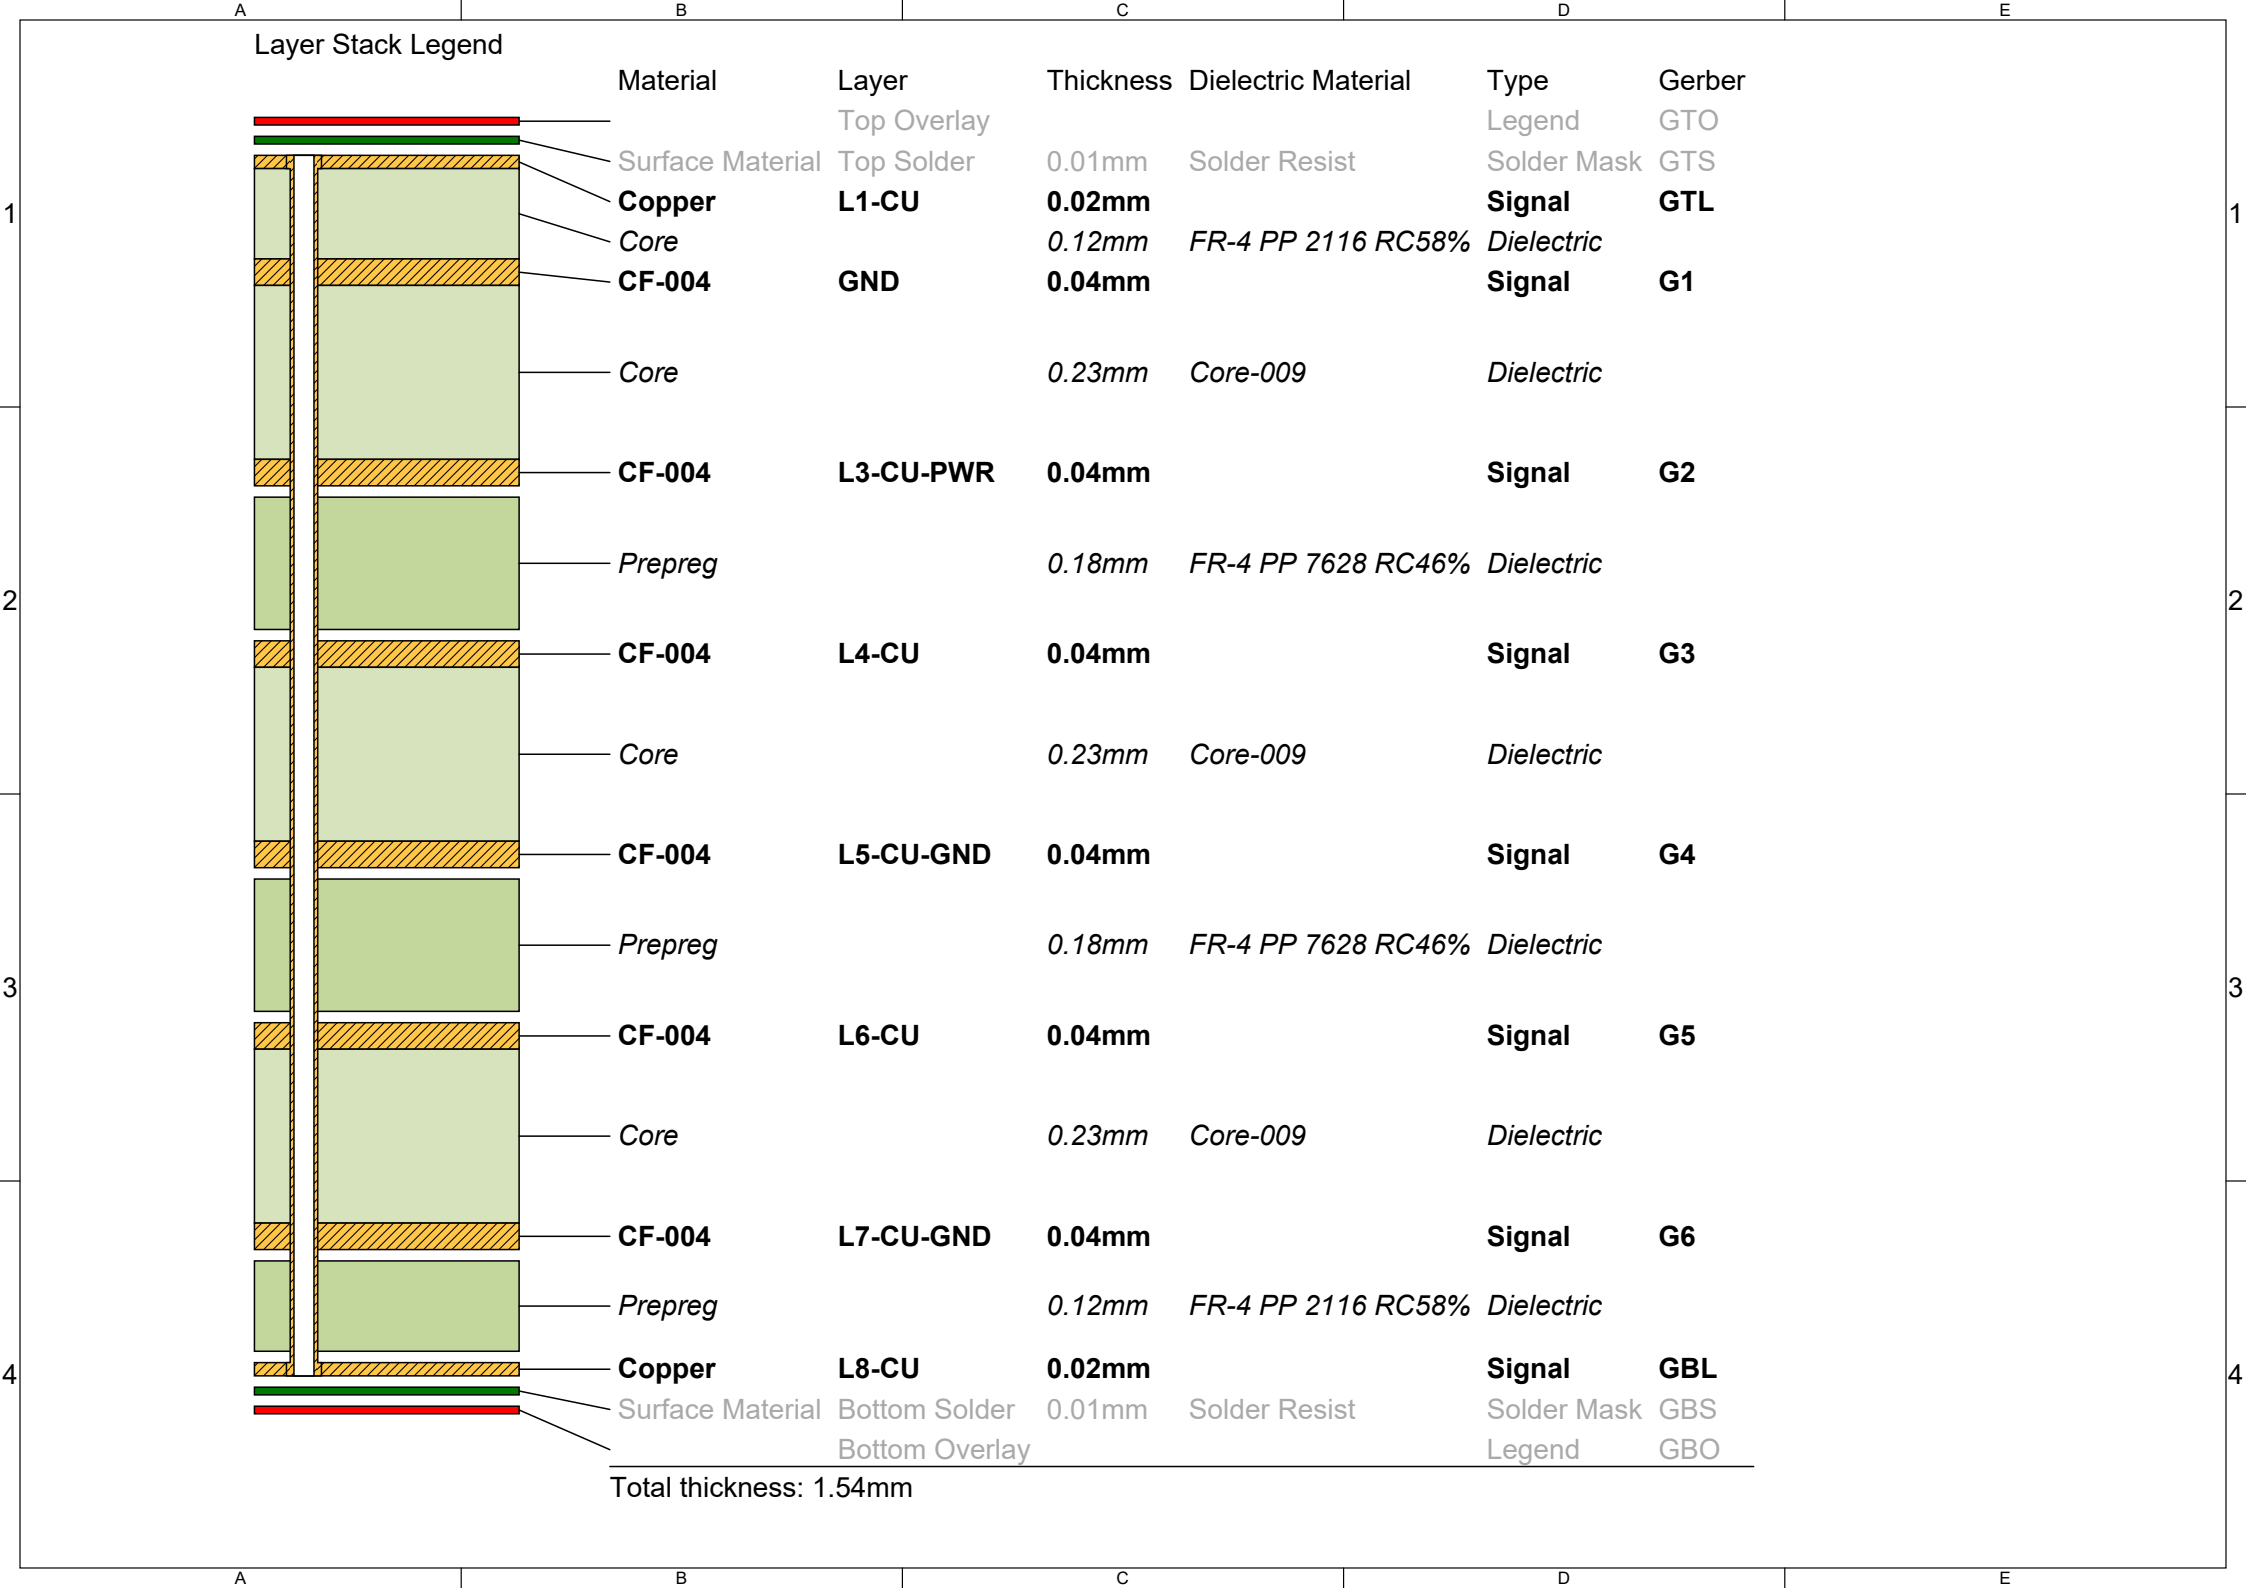 A B C D E
Layer Stack Legend
Material Layer Thickness Dielectric Material Type Gerber
Top Overlay Legend GTO
Surface Material Top Solder 0.01mm Solder Resist Solder Mask GTS
Copper L1-CU 0.02mm Signal GTL
1 1
Core 0.12mm FR-4 PP 2116 RC58% Dielectric
CF-004 GND 0.04mm Signal G1
Core 0.23mm Core-009 Dielectric
CF-004 L3-CU-PWR 0.04mm Signal G2
Prepreg 0.18mm FR-4 PP 7628 RC46% Dielectric
2 2
CF-004 L4-CU 0.04mm Signal G3
Core 0.23mm Core-009 Dielectric
CF-004 L5-CU-GND 0.04mm Signal G4
Prepreg 0.18mm FR-4 PP 7628 RC46% Dielectric
3 3
CF-004 L6-CU 0.04mm Signal G5
Core 0.23mm Core-009 Dielectric
CF-004 L7-CU-GND 0.04mm Signal G6
Prepreg 0.12mm FR-4 PP 2116 RC58% Dielectric
4 Copper L8-CU 0.02mm Signal GBL 4
Surface Material Bottom Solder 0.01mm Solder Resist Solder Mask GBS
Bottom Overlay Legend GBO
Total thickness: 1.54mm
A B C D E